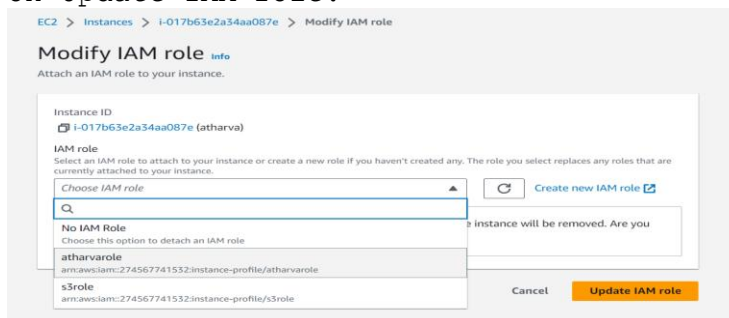 on Update IAM role.
EC2 > Instances > i-017b63e2a34aa087e > Modify IAM role
Modify IAM role Info
Attach an IAM role to your instance.
Instance ID
i-017b63e2a34aa087e (atharva)
IAM role
Select an IAM role to attach to your instance or create a new role if you haven't created any. The role you select replaces any roles that are
currently attached to your instance.
Choose IAM role
Create new IAM role
No IAM Role
Choose this option to detach an IAM role
instance will be removed. Are you
atharvarole
arn:aws:iam::274567741532:instance-profile/atharvarole
s3role
arn:aws:iam::274567741532:instance-profile/s3role
Cancel Update IAM role